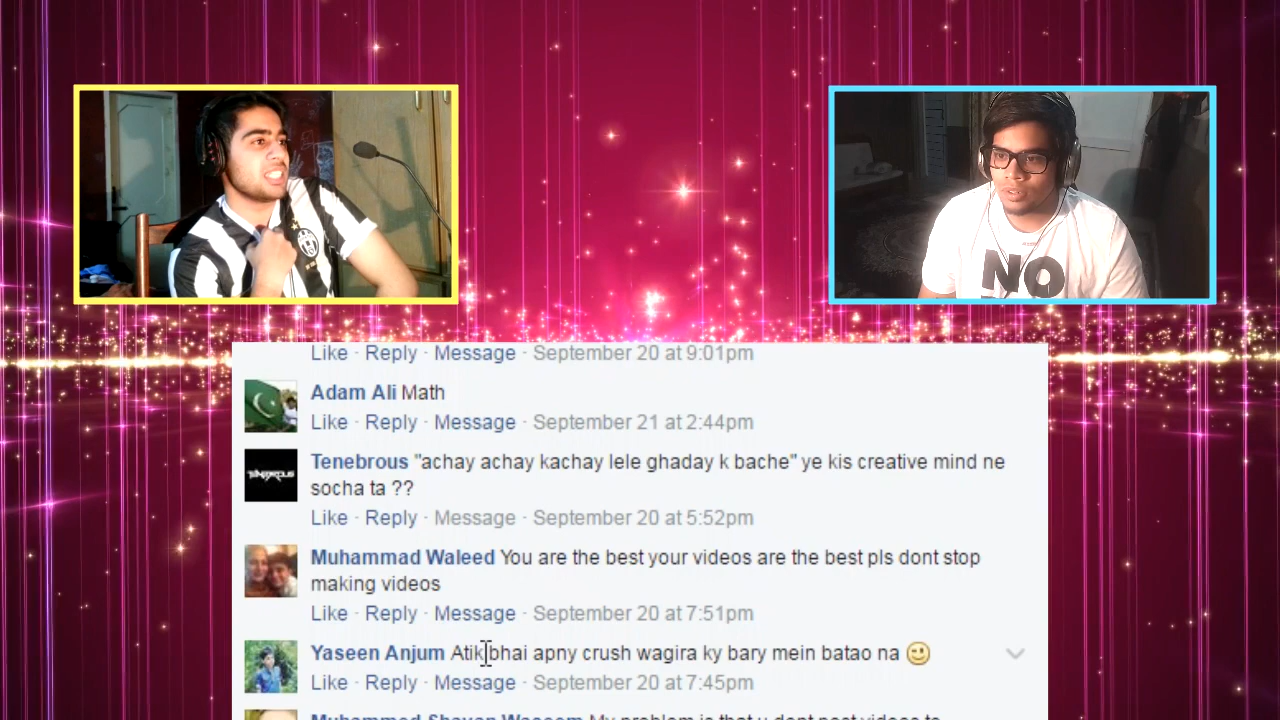 NO
Like · Reply · Message · September 20 at 9:01pm
Adam Ali Math
Like · Reply · Message · September 21 at 2:44pm
Tenebrous "achay achay kachay lele ghaday k bache" ye kis creative mind ne
socha ta ??
Like · Reply · Message · September 20 at 5:52pm
Muhammad Waleed You are the best your videos are the best pls dont stop
making videos
Like · Reply · Message · September 20 at 7:51pm
Yaseen Anjum Atik bhai apny crush wagira ky bary mein batao na
Like · Reply · Message · September 20 at 7:45pm
Muhammed Shayan Waseem My problem is that u dont post videos to